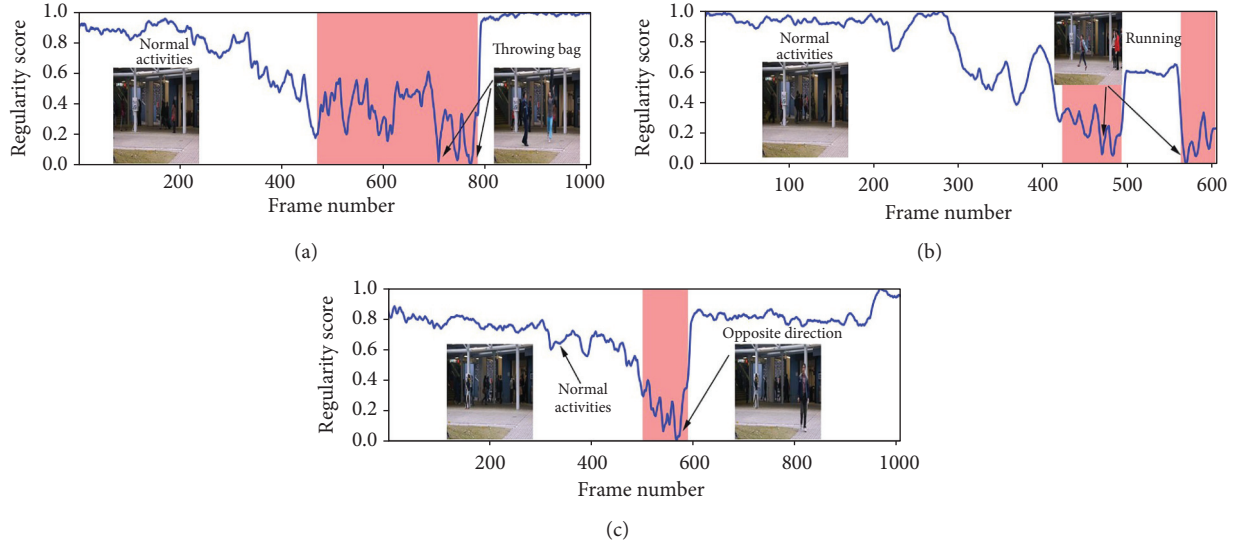 1.0
0.8
0.6
0.4
0.2
0.0
Regularity score
Normal
activities
Throwing bag
200
400
600
800
1000
Frame number
(a)
1.0
0.8
0.6
0.4
0.2
0.0
Regularity score
Normal
activities
Running
100
200
300
400
500
600
Frame number
(b)
1.0
0.8
0.6
0.4
0.2
0.0
Regularity score
Normal
activities
Opposite direction
200
400
600
800
1000
Frame number
(c)